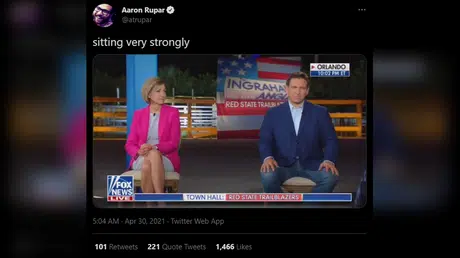 Aaron Rupar
@atrupar
sitting very strongly
ORLANDO
10:02 PM ET
INGRAHAM
ANGLE
RED STATE TRAILBLAZERS
FOX
NEWS
LIVE
TOWN HALL: RED STATE TRAILBLAZERS
5:04 AM · Apr 30, 2021 · Twitter Web App
101 Retweets 221 Quote Tweets 1,466 Likes